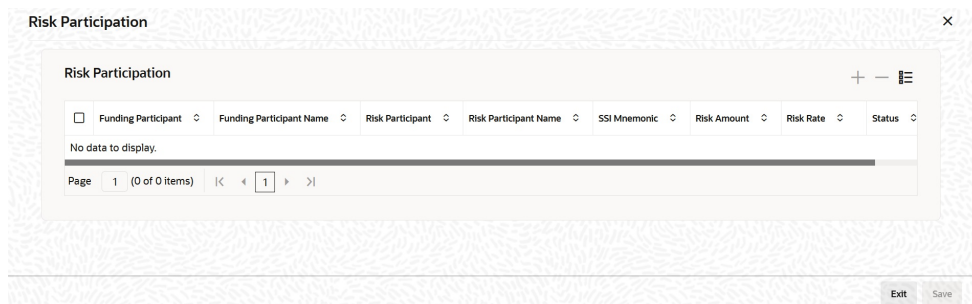 Risk Participation
Risk Participation
Funding Participant Funding Participant Name Risk Participant Risk Participant Name SSI Mnemonic Risk Amount Risk Rate Status
No data to display.
Page 1 (0 of 0 items) 1
Exit Save